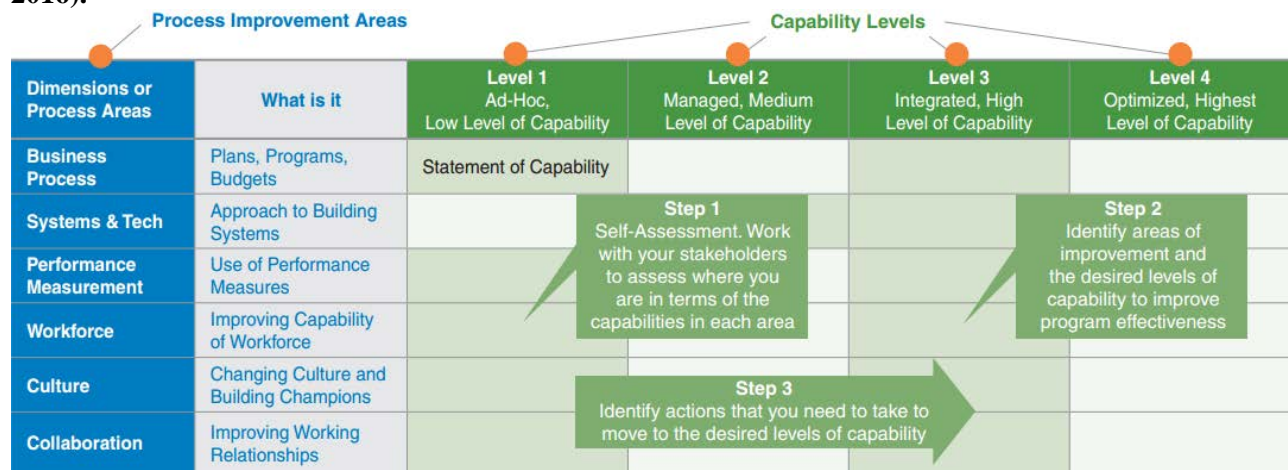 2016).
Process Improvement Areas
Capability Levels
Dimensions or
Process Areas
What is it
Level 1
Ad-Hoc,
Low Level of Capability
Level 2
Managed, Medium
Level of Capability
Level 3
Integrated, High
Level of Capability
Level 4
Optimized, Highest
Level of Capability
Business
Process
Plans, Programs,
Budgets
Statement of Capability
Systems & Tech
Approach to Building
Systems
Performance
Measurement
Use of Performance
Measures
Workforce
Improving Capability
of Workforce
Culture
Changing Culture and
Building Champions
Collaboration
Improving Working
Relationships
Step 1
Self-Assessment. Work
with your stakeholders
to assess where you
are in terms of the
capabilities in each area
Step 2
Identify areas of
improvement and
the desired levels of
capability to improve
program effectiveness
Step 3
Identify actions that you need to take to
move to the desired levels of capability